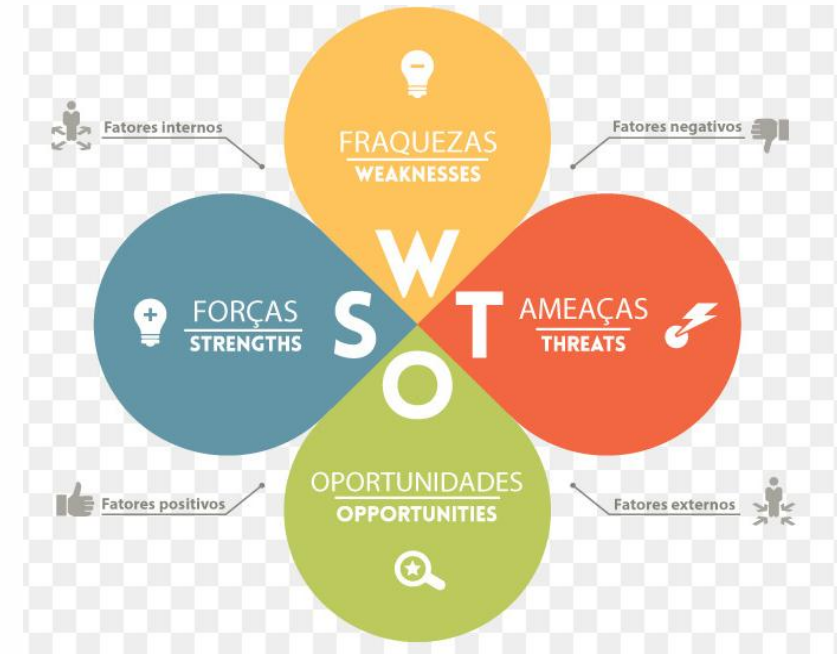 FRAQUEZAS
WEAKNESSES
Fatores internos
Fatores negativos
W
FORÇAS
STRENGTHS
S
T
AMEAÇAS
THREATS
O
OPORTUNIDADES
OPPORTUNITIES
Fatores positivos
Fatores externos